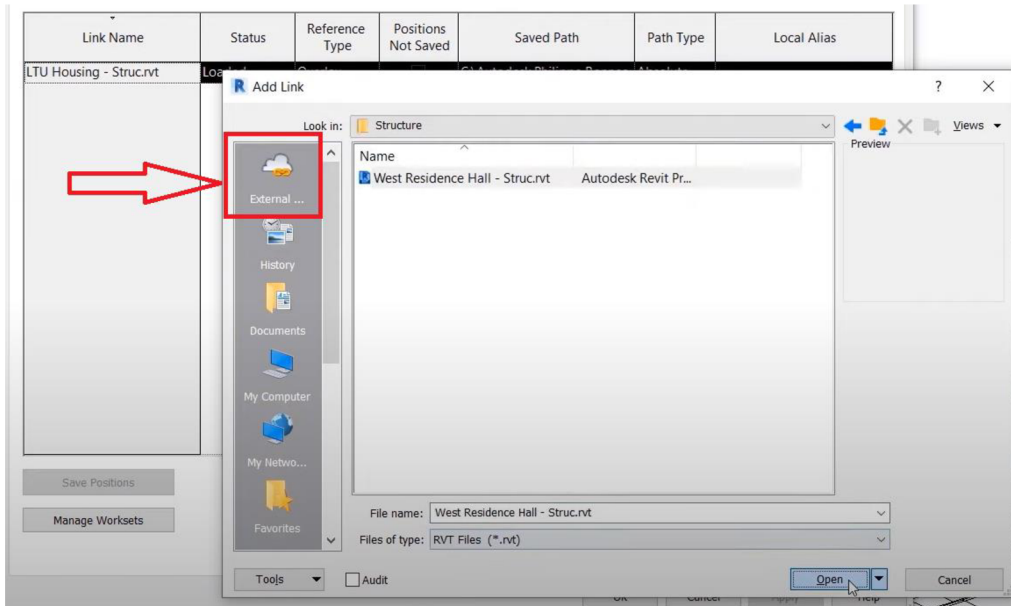 Link Name Status Reference Type Positions Not Saved Saved Path Path Type Local Alias
LTU Housing - Struc.rvt
R Add Link ?
Look in: Structure Views
Preview
Name
West Residence Hall - Struc.rvt Autodesk Revit Pr...
External ...
History
Documents
My Computer
My Netwo...
Favorites
Save Positions
Manage Worksets
File name: West Residence Hall - Struc.rvt
Files of type: RVT Files (*.rvt)
Tools Audit Open Cancel